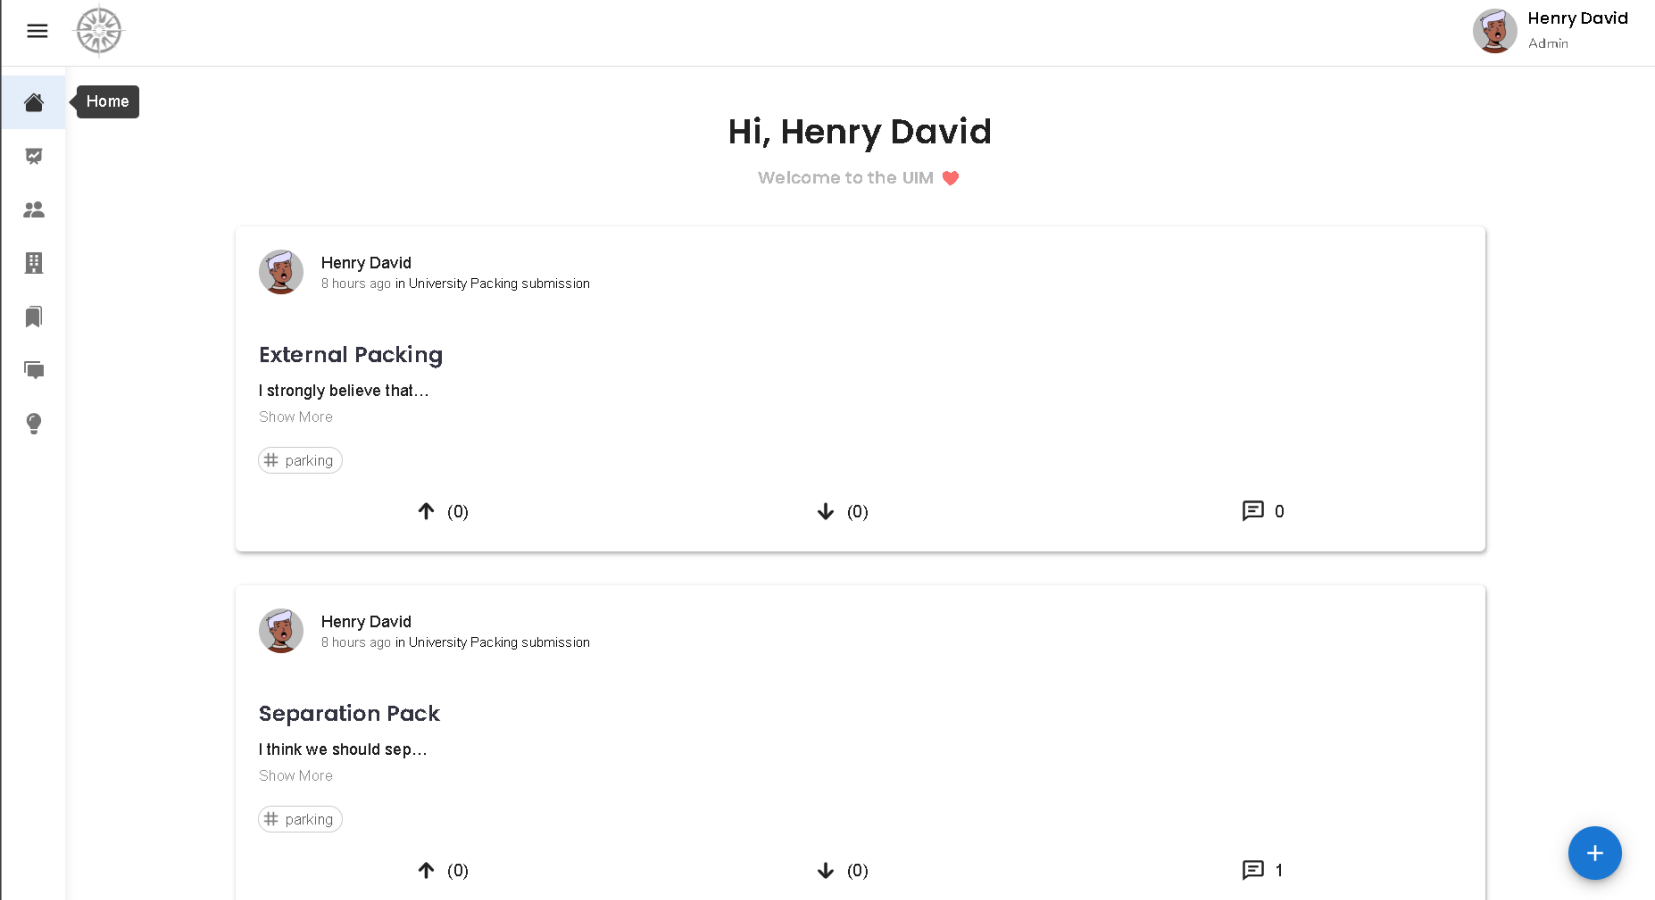 Henry David
Admin
Home
Hi, Henry David
Welcome to the UIM
Henry David
8 hours ago in University Packing submission
External Packing
I strongly believe that...
Show More
# parking
(0)
(0)
0
Henry David
8 hours ago in University Packing submission
Separation Pack
I think we should sep...
Show More
# parking
(0)
(0)
1